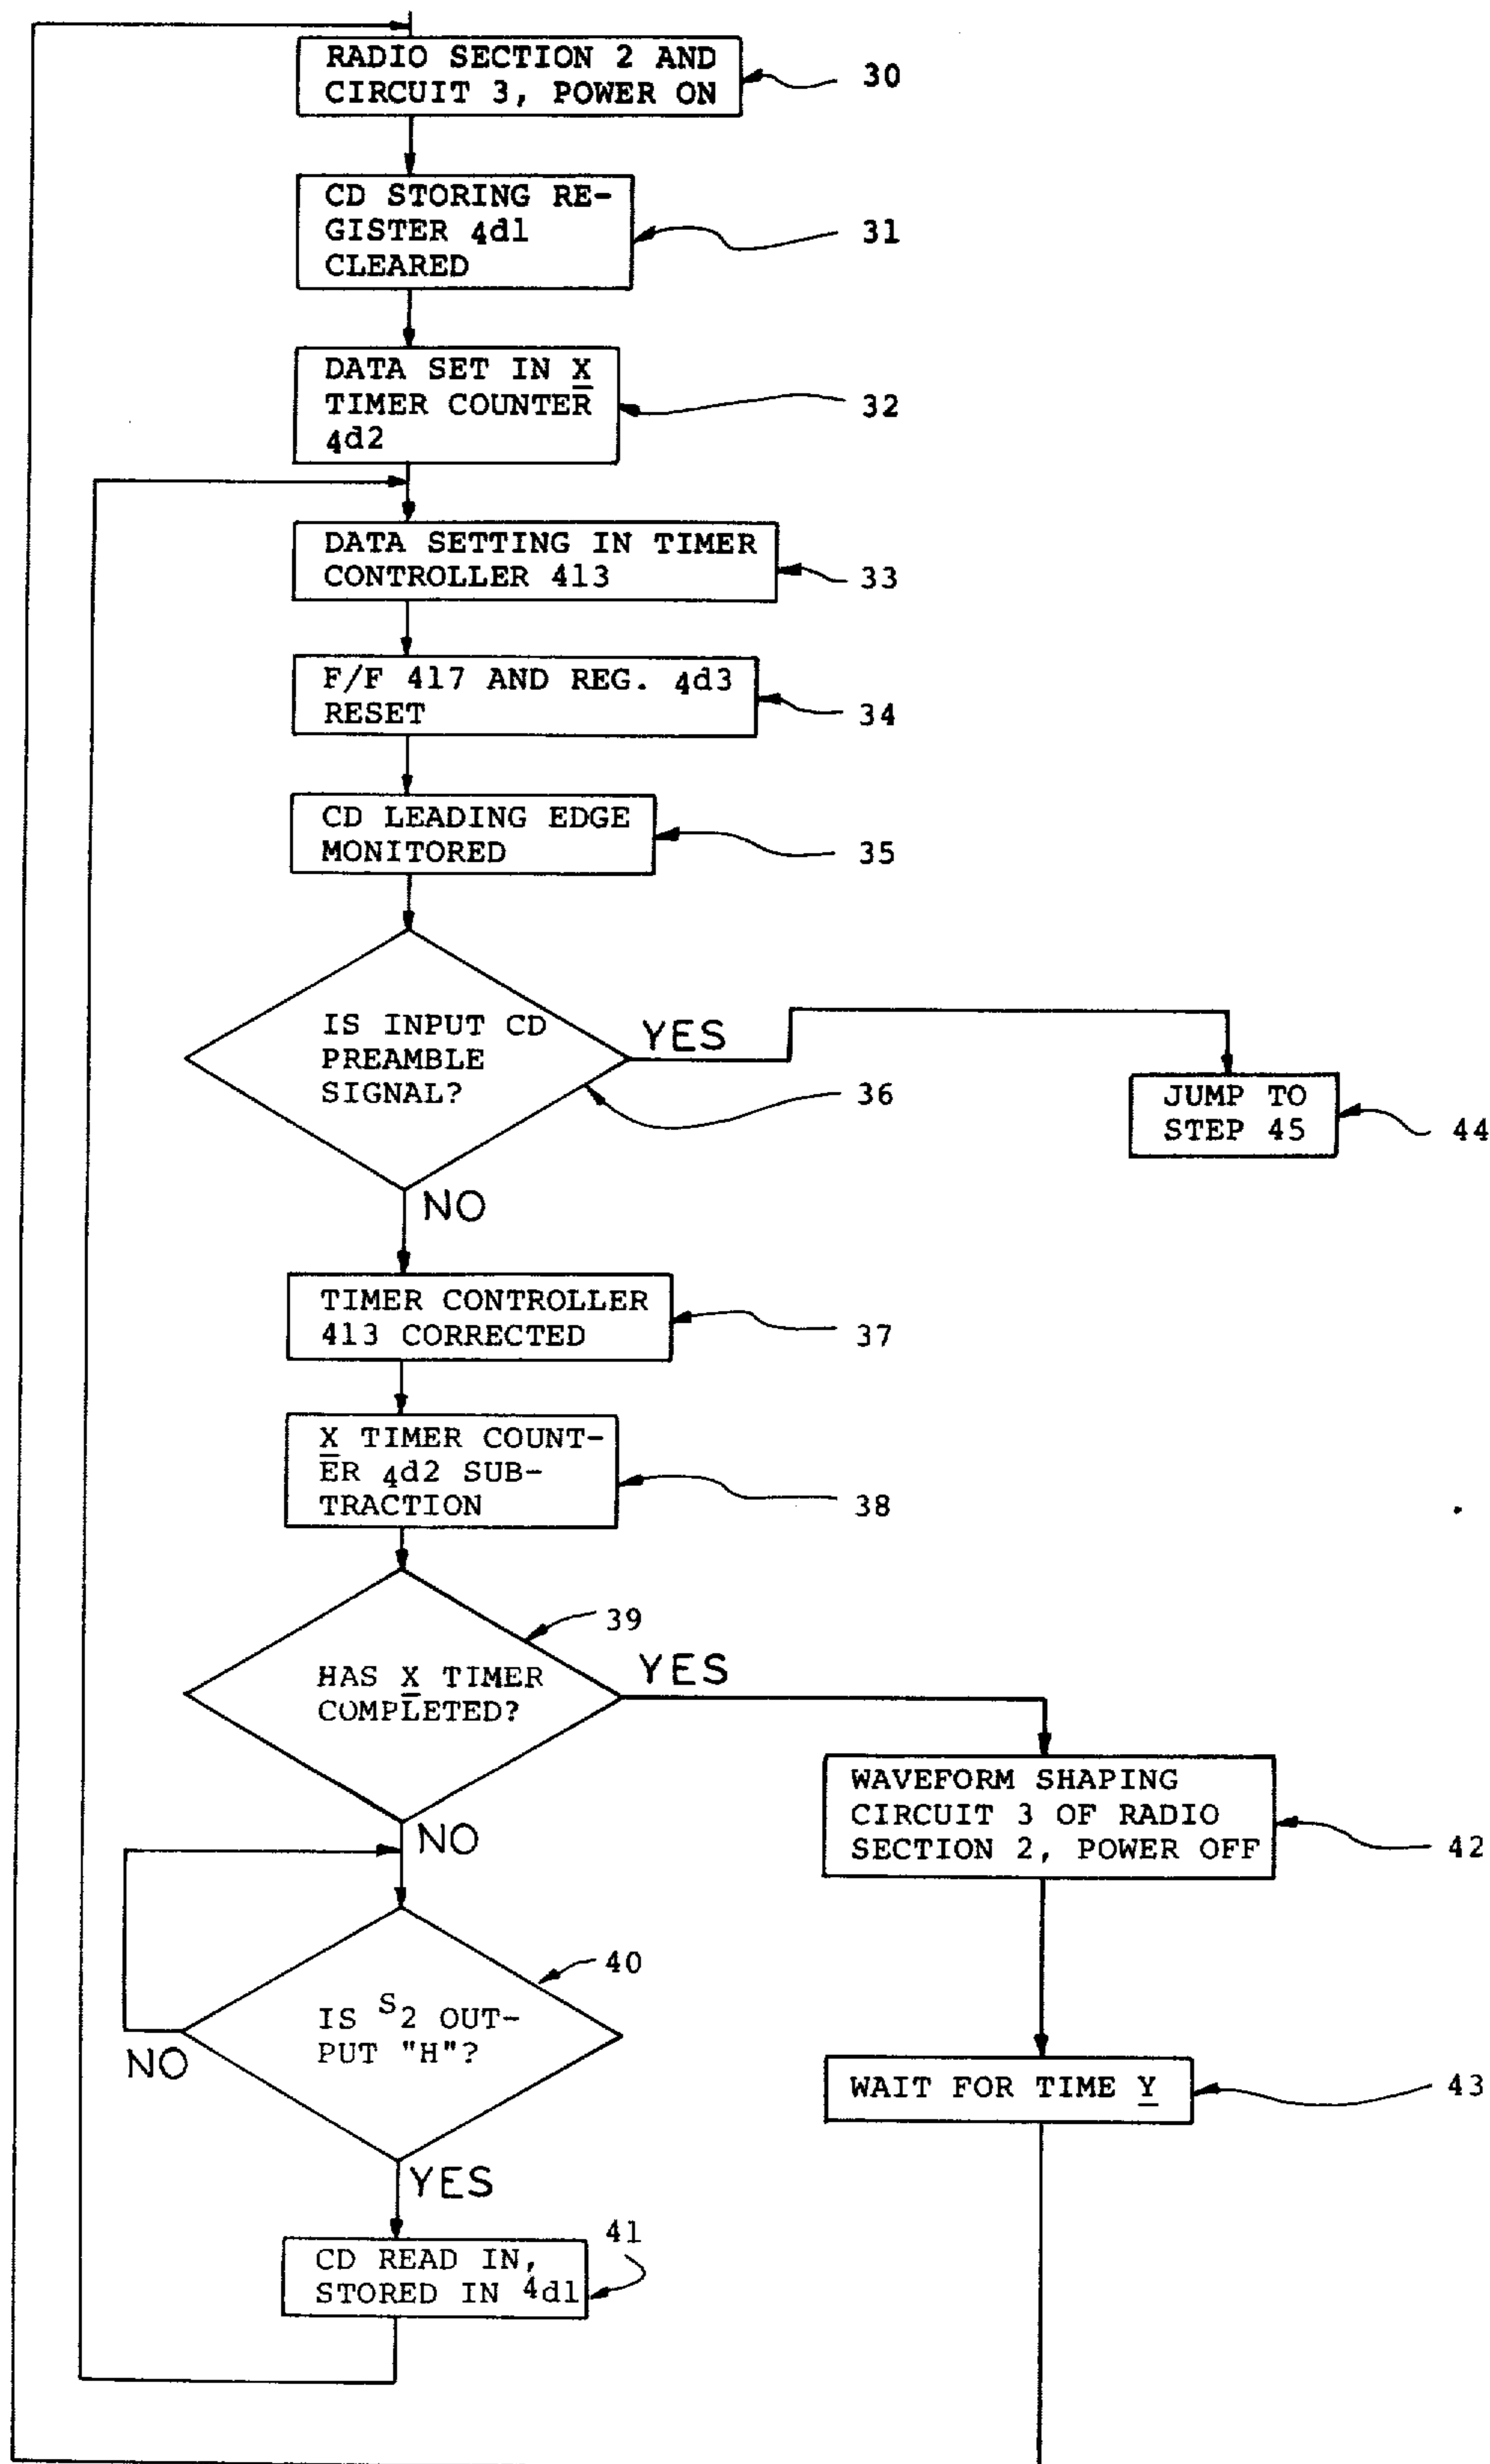 RADIO SECTION 2 AND
CIRCUIT 3, POWER ON
30
CD STORING RE-
GISTER 4d1
CLEARED
31
DATA SET IN X
TIMER COUNTER
4d2
32
DATA SETTING IN TIMER
CONTROLLER 413
33
F/F 417 AND REG. 4d3
RESET
34
CD LEADING EDGE
MONITORED
35
IS INPUT CD
PREAMBLE
SIGNAL?
YES
36
JUMP TO
STEP 45
44
NO
TIMER CONTROLLER
413 CORRECTED
37
X TIMER COUNT-
ER 4d2 SUB-
TRACTION
38
39
HAS X TIMER
COMPLETED?
YES
WAVEFORM SHAPING
CIRCUIT 3 OF RADIO
SECTION 2, POWER OFF
42
NO
40
IS S2 OUT-
PUT "H"?
NO
WAIT FOR TIME Y
43
YES
41
CD READ IN,
STORED IN 4d1